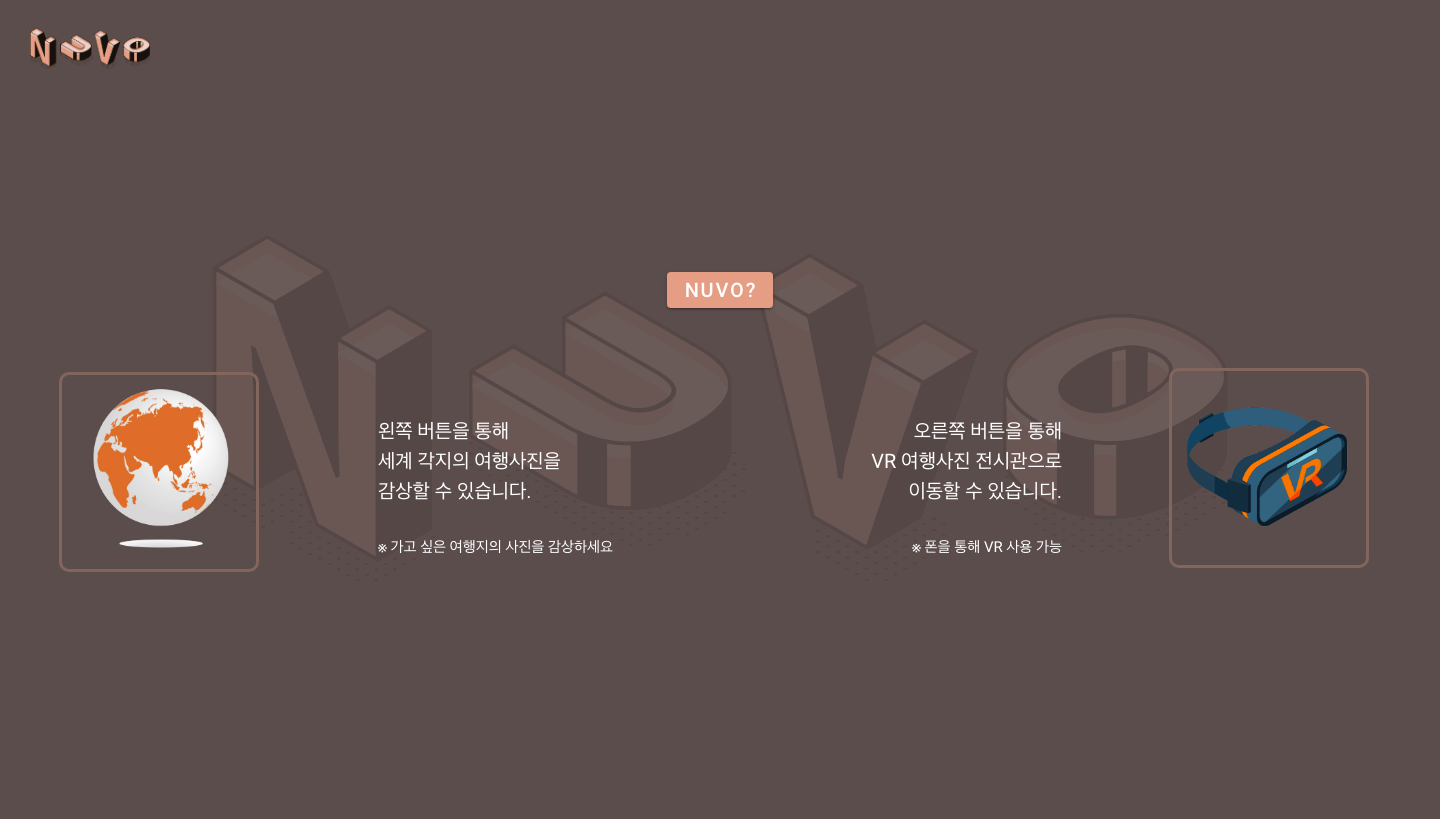 NUVO
NUVO
NUVO?
왼쪽 버튼을 통해
세계 각지의 여행사진을
감상할 수 있습니다.
※ 가고 싶은 여행지의 사진을 감상하세요
오른쪽 버튼을 통해
VR 여행사진 전시관으로
이동할 수 있습니다.
※ 폰을 통해 VR 사용 가능
VR